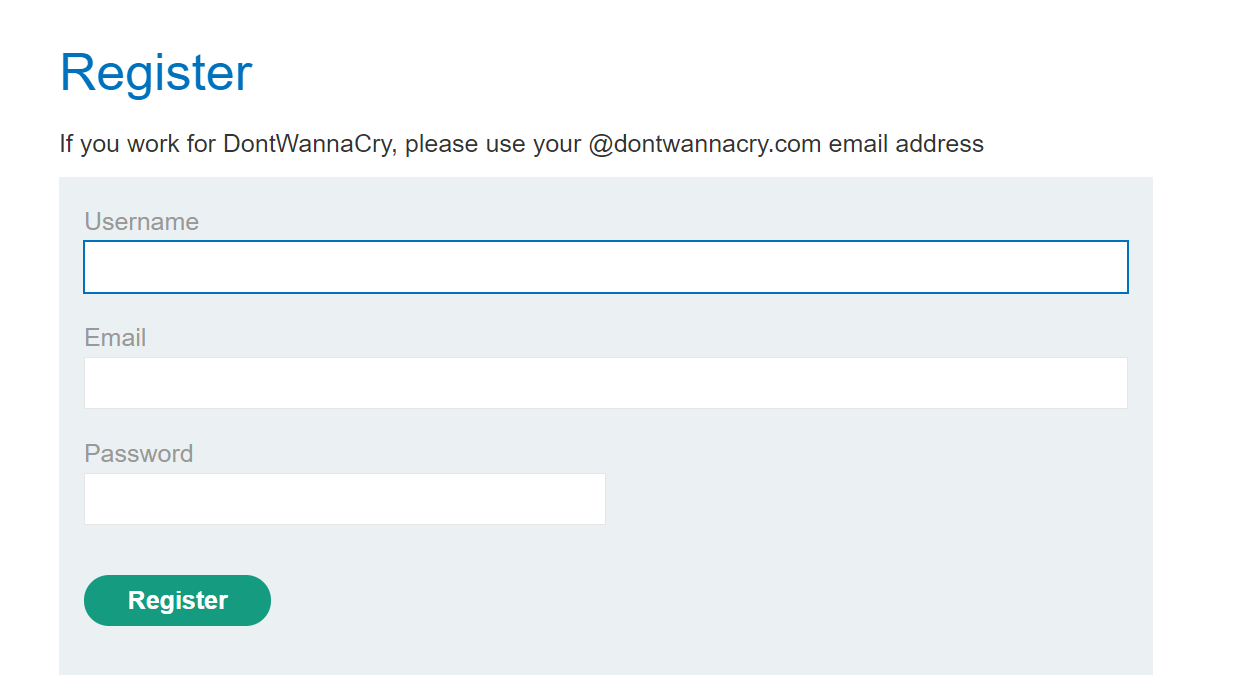 Register
If you work for DontWannaCry, please use your @dontwannacry.com email address
Username
Email
Password
Register